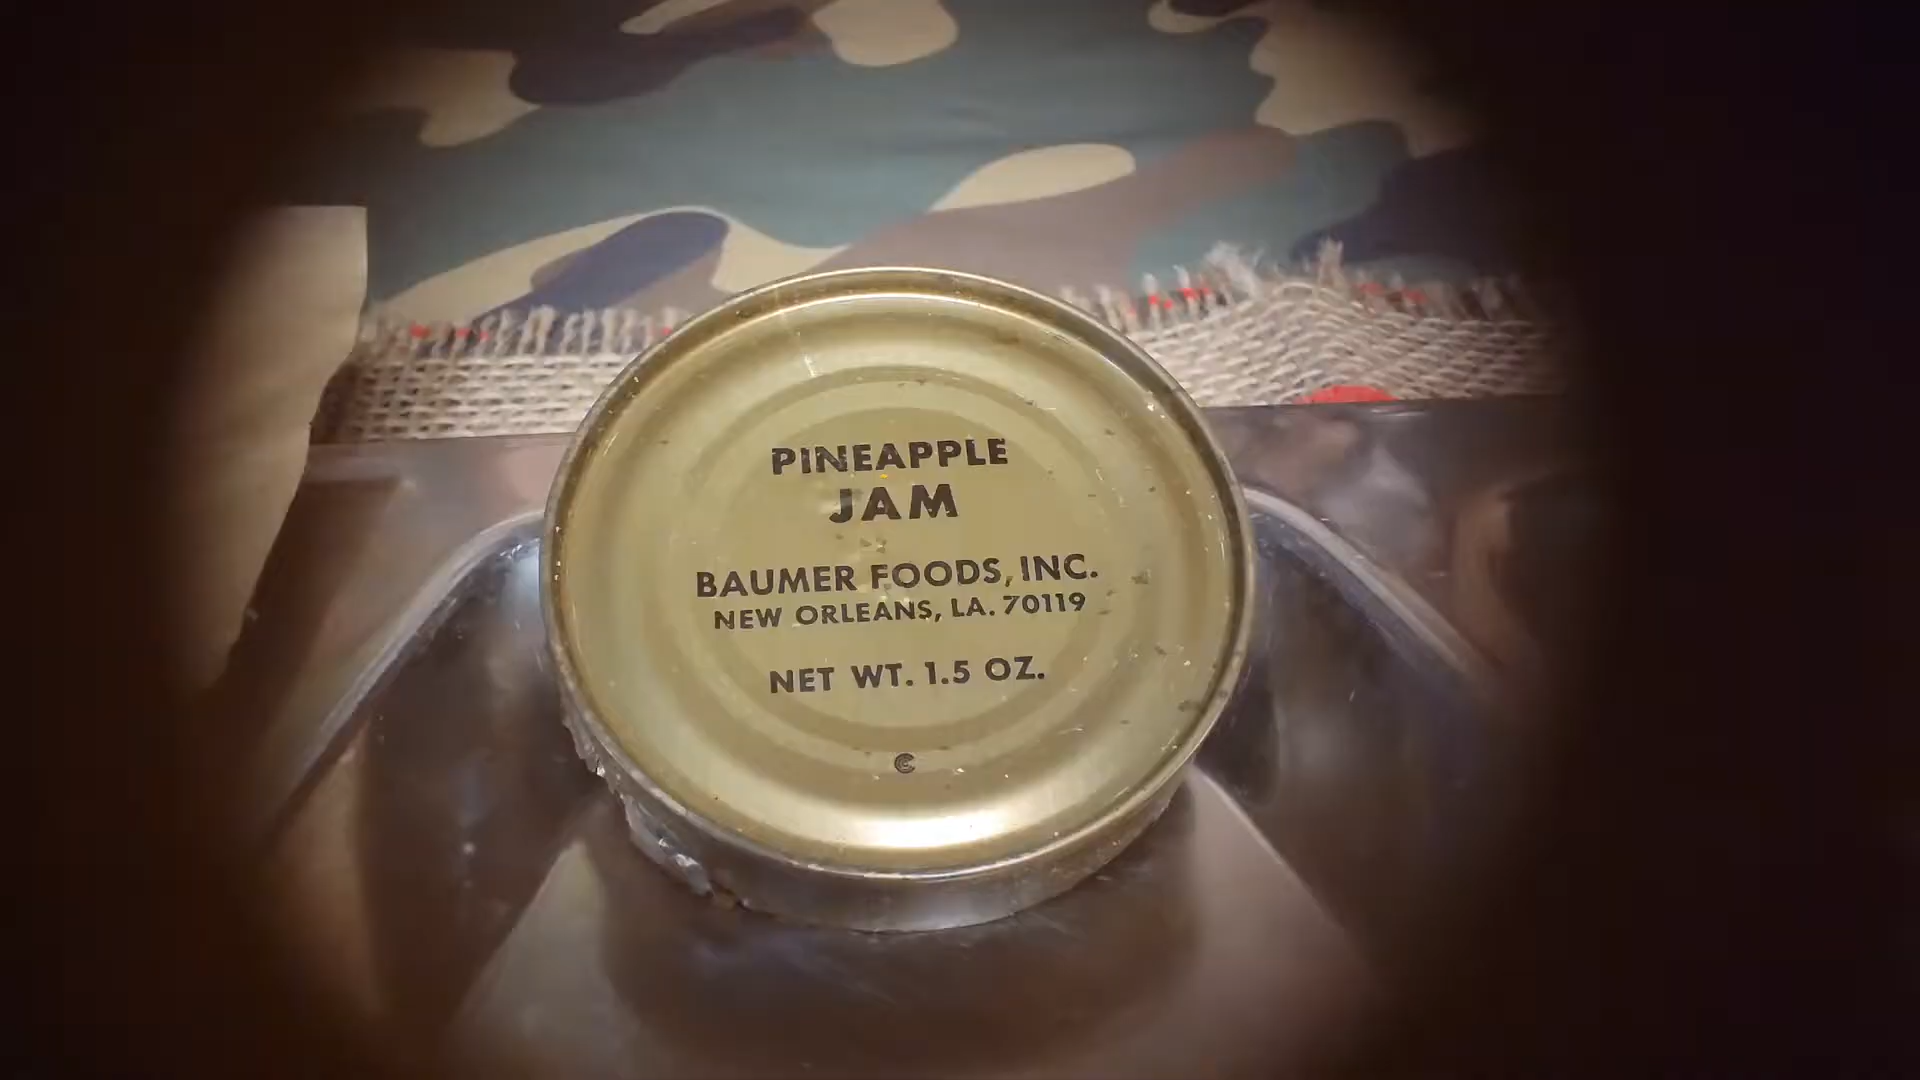 PINEAPPLE
JAM
BAUMER FOODS, INC.
NEW ORLEANS, LA. 70119
NET WT. 1.5 OZ.